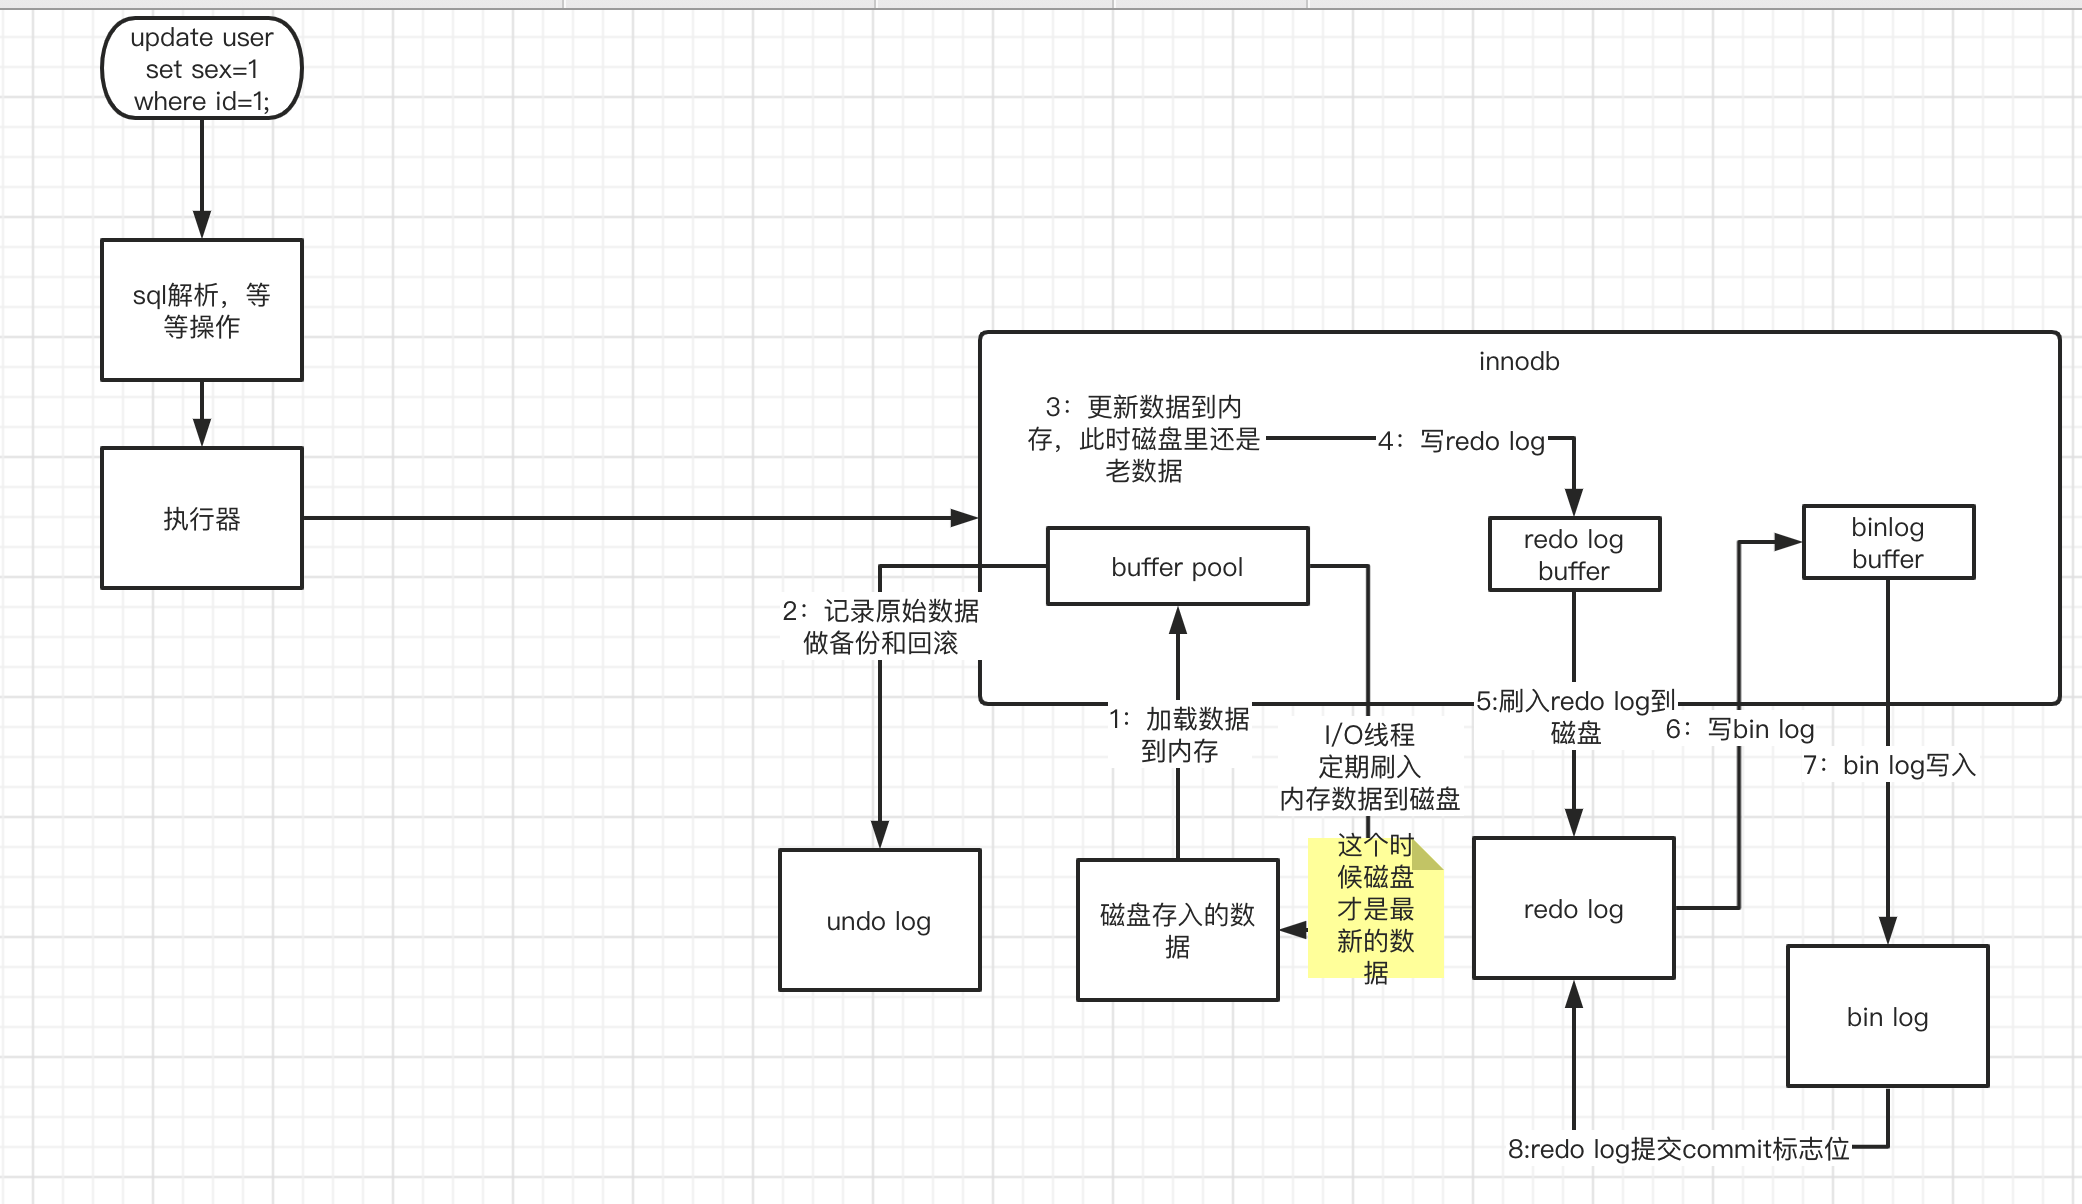 update user
set sex=1
where id=1;
sql解析，等
等操作
执行器
innodb
3：更新数据到内
存，此时磁盘里还是
老数据
4：写redo log
redo log
buffer
binlog
buffer
buffer pool
2：记录原始数据
做备份和回滚
1：加载数据
到内存
I/O线程
定期刷入
内存数据到磁盘
5:刷入redo log到
磁盘
6：写bin log
7：bin log写入
这个时
候磁盘
才是最
新的数
据
undo log
磁盘存入的数
据
redo log
bin log
8:redo log提交commit标志位